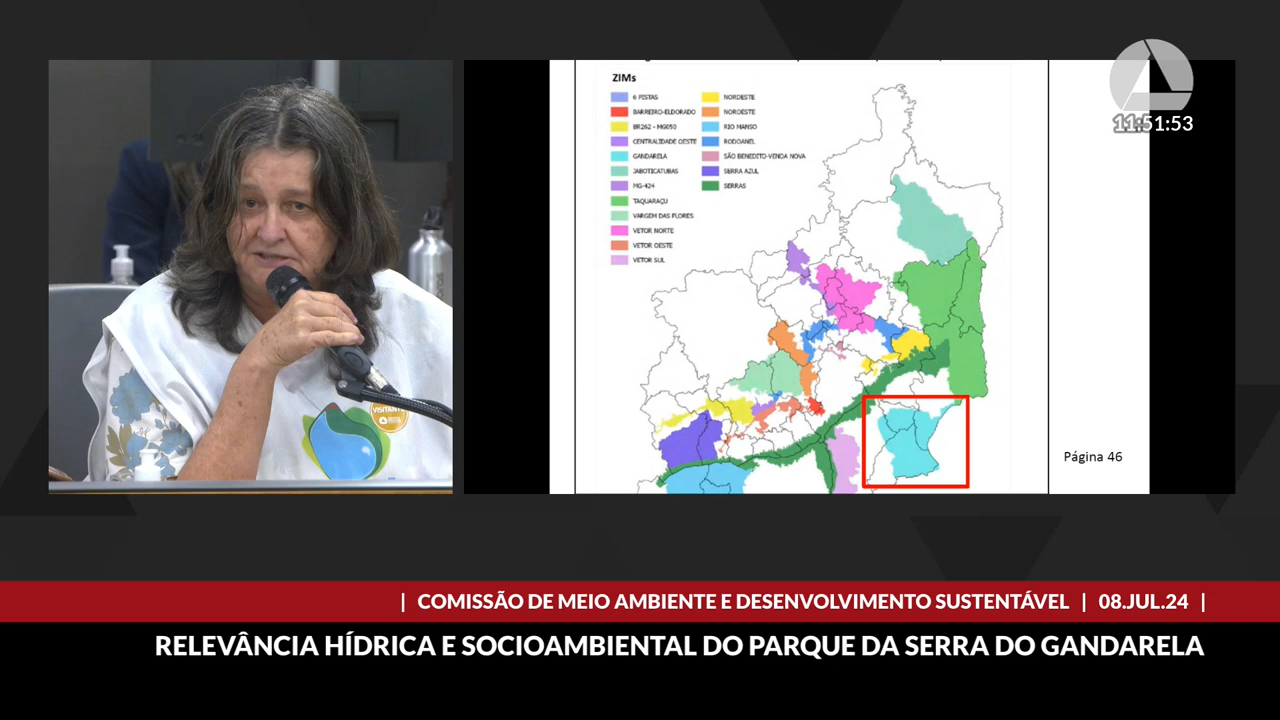 ZIMs
6 PISTAS
BARREIRO-ELDORADO
BR262 - MG050
CENTRALIDADE OESTE
GANDARELA
JABOTICATUBAS
MG-424
TAQUARAÇU
VARGEM DAS FLORES
VETOR NORTE
VETOR OESTE
VETOR SUL
NORDESTE
NOROESTE
RIO MANSO
RODOANEL
SÃO BENEDITO-VENDA NOVA
SERRA AZUL
SERRAS
11:51:53
Página 46
VISITANTE
| COMISSÃO DE MEIO AMBIENTE E DESENVOLVIMENTO SUSTENTÁVEL | 08.JUL.24 |
RELEVÂNCIA HÍDRICA E SOCIOAMBIENTAL DO PARQUE DA SERRA DO GANDARELA